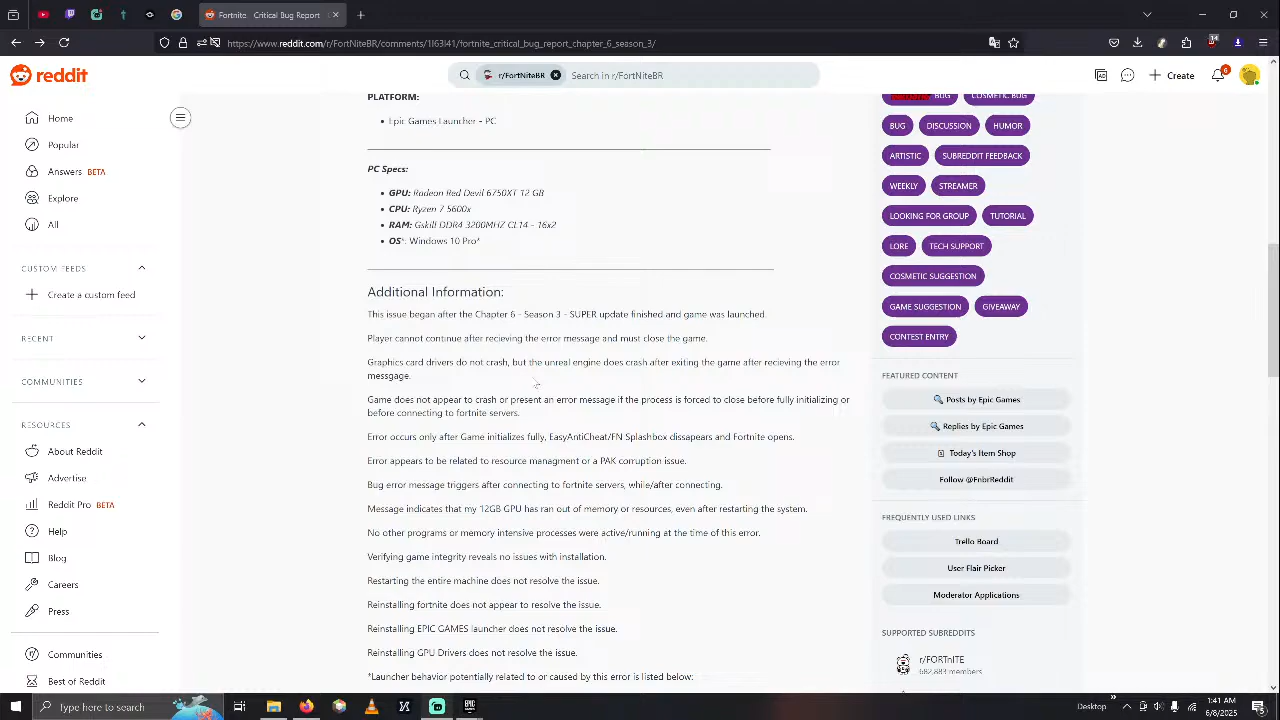 Fortnite - Critical Bug Report
https://www.reddit.com/r/FortNiteBR/comments/1l6l3l41/fortnite_critical_bug_report_chapter_6_season_3/
reddit
r/FortNiteBR
Search in r/FortNiteBR
Create
6
Home
Popular
Answers BETA
Explore
All
CUSTOM FEEDS
Create a custom feed
RECENT
COMMUNITIES
RESOURCES
About Reddit
Advertise
Reddit Pro BETA
Help
Blog
Careers
Press
Communities
Best of Reddit
PLATFORM:
Epic Games Launcher - PC
PC Specs:
GPU: Radeon Red Devil 6750XT 12 GB
CPU: Ryzen 7 5600x
RAM: Gskill DDR4 3200MHZ CL14 - 16x2
OS*: Windows 10 Pro*
Additional Information:
This issue began after the Chapter 6 - Season 3 - SUPER update finished and game was launched.
Player cannot continue after recieving the error message and must close the game.
Graphics card drivers do not crash, but the unreal engine does crash after exiting the game after recieving the error
messgage.
Game does not appear to crash or present an error message if the process is forced to close before fully initializing or
before connecting to fortnite servers.
Error occurs only after Game initializes fully, EasyAntiCheat/FN Splashbox dissapears and Fortnite opens.
Error appears to be related to resource managment or a PAK corruption issue.
Bug error message triggers after connecting to fortnite servers, while/after connecting.
Message indicates that my 12GB GPU has ran out of memory or resources, even after restarting the system.
No other programs or memory intensive processes were active/running at the time of this error.
Verifying game integrity reveals no issues with installation.
Restarting the entire machine does not resolve the issue.
Reinstalling fortnite does not appear to resolve the issue.
Reinstalling EPIC GAMES launcher does not resolve the issue.
Reinstalling GPU Drivers does not resolve the issue.
*Launcher behavior potentially related to or caused by this error is listed below:
BUG
COSMETIC BUG
BUG
DISCUSSION
HUMOR
ARTISTIC
SUBREDDIT FEEDBACK
WEEKLY
STREAMER
LOOKING FOR GROUP
TUTORIAL
LORE
TECH SUPPORT
COSMETIC SUGGESTION
GAME SUGGESTION
GIVEAWAY
CONTEST ENTRY
FEATURED CONTENT
Posts by Epic Games
Replies by Epic Games
Today's Item Shop
Follow @FnbrReddit
FREQUENTLY USED LINKS
Trello Board
User Flair Picker
Moderator Applications
SUPPORTED SUBREDDITS
r/FORTnITE
682,883 members
Type here to search
Desktop
1:41 AM
6/8/2025